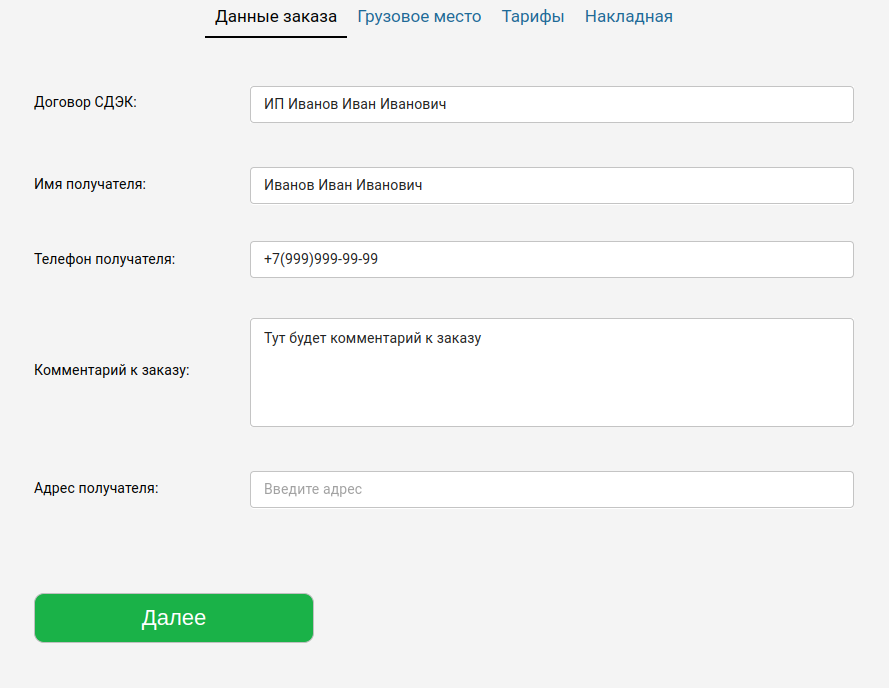 Данные заказа Грузовое место Тарифы Накладная
Договор СДЭК: ИП Иванов Иван Иванович
Имя получателя: Иванов Иван Иванович
Телефон получателя: +7(999)999-99-99
Тут будет комментарий к заказу
Комментарий к заказу:
Адрес получателя: Введите адрес
Далее